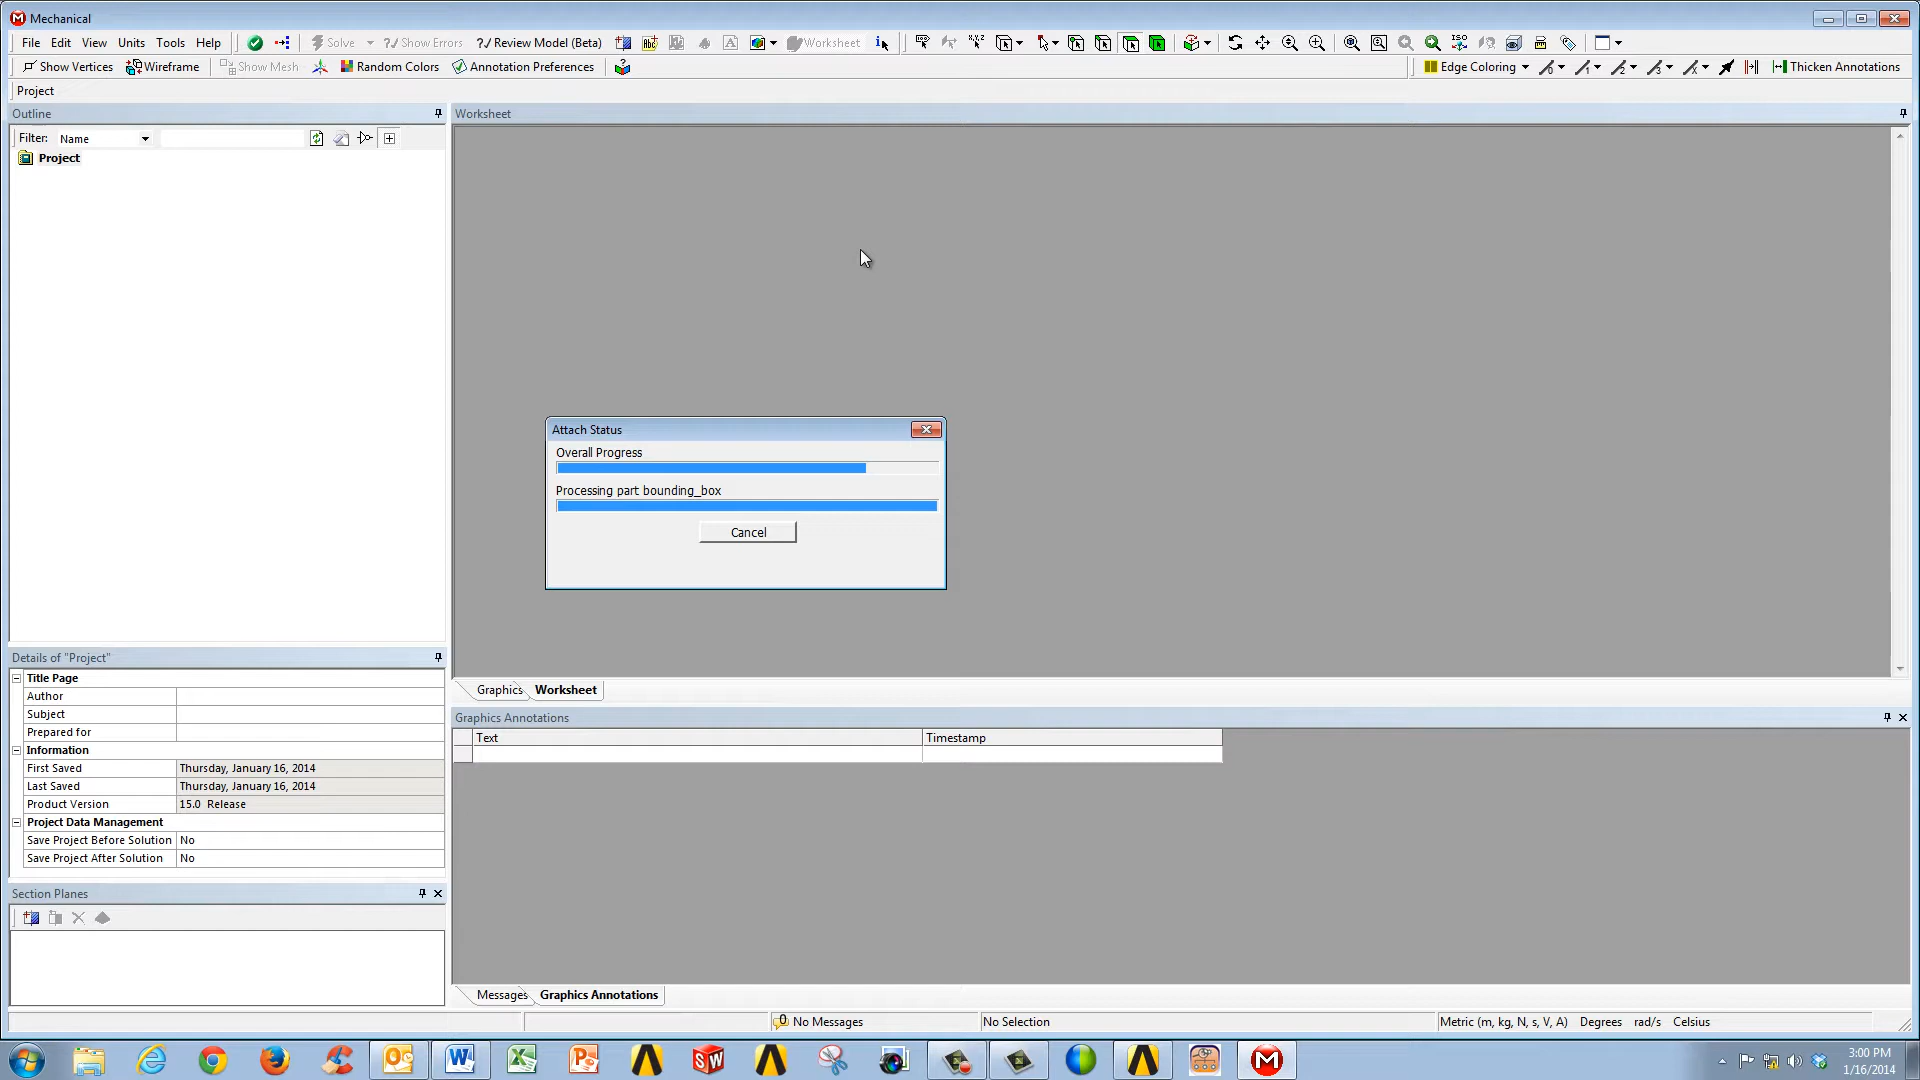 Mechanical
File Edit View Units Tools Help Solve ?/ Show Errors ?/ Review Model (Beta) Worksheet
Show Vertices Wireframe Show Mesh Random Colors Annotation Preferences Edge Coloring Thicken Annotations
Project
Outline
Worksheet
Filter: Name
Project
Attach Status
Overall Progress
Processing part bounding_box
Cancel
Details of "Project"
Title Page
Author
Subject
Prepared for
Information
First Saved Thursday, January 16, 2014
Last Saved Thursday, January 16, 2014
Product Version 15.0 Release
Project Data Management
Save Project Before Solution No
Save Project After Solution No
Graphics Worksheet
Graphics Annotations
Text Timestamp
Section Planes
Messages Graphics Annotations
0 No Messages No Selection Metric (m, kg, N, s, V, A) Degrees rad/s Celsius
3:00 PM
1/16/2014